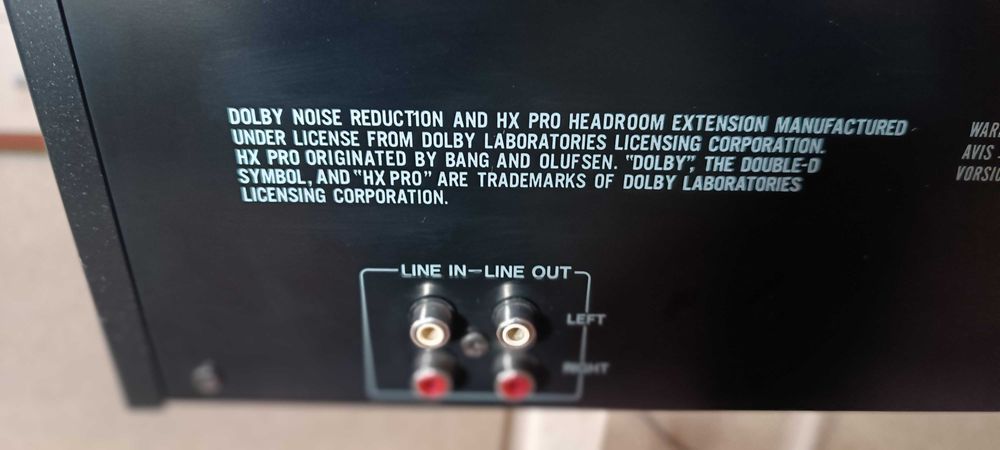 DOLBY NOISE REDUCTION AND HX PRO HEADROOM EXTENSION MANUFACTURED
UNDER LICENSE FROM DOLBY LABORATORIES LICENSING CORPORATION.
HX PRO ORIGINATED BY BANG AND OLUFSEN. "DOLBY", THE DOUBLE-D
SYMBOL, AND "HX PRO" ARE TRADEMARKS OF DOLBY LABORATORIES
LICENSING CORPORATION.
AVIS
LINE IN–LINE OUT
LEFT
RIGHT